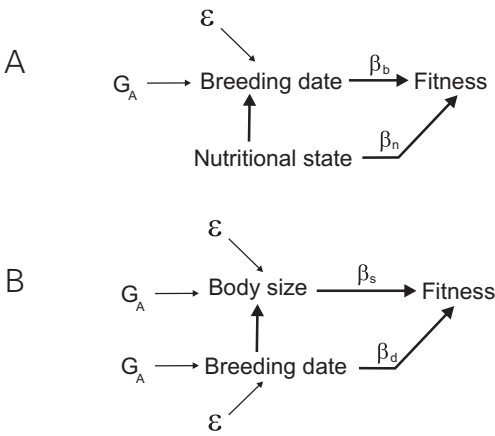 A
ε
G_A Breeding date β_b Fitness
Nutritional state β_n
B
ε
G_A Body size β_s Fitness
G_A Breeding date β_d
ε